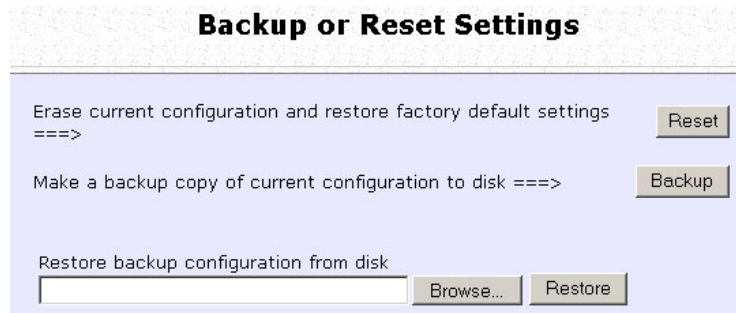 Backup or Reset Settings
Erase current configuration and restore factory default settings
===>
Reset
Make a backup copy of current configuration to disk ===>
Backup
Restore backup configuration from disk
Browse...
Restore